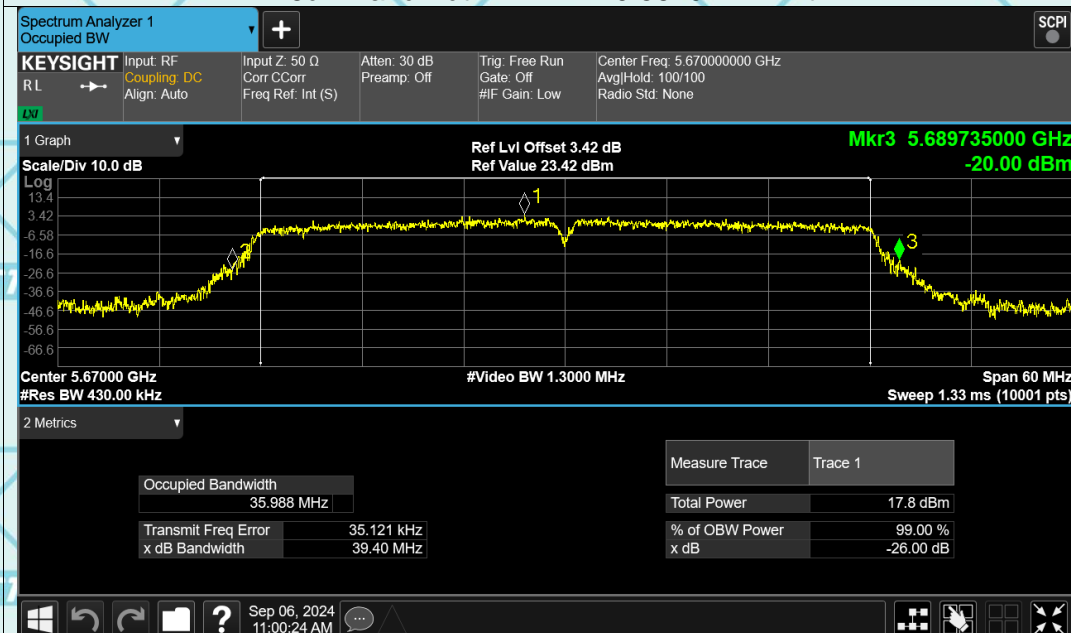 Spectrum Analyzer 1
Occupied BW
+
SCPI
KEYSIGHT
RL
LXI
Input: RF
Coupling: DC
Align: Auto
Input Z: 50 Ω
Corr CCorr
Freq Ref: Int (S)
Atten: 30 dB
Preamp: Off
Trig: Free Run
Gate: Off
#IF Gain: Low
Center Freq: 5.670000000 GHz
Avg|Hold: 100/100
Radio Std: None
1 Graph
Scale/Div 10.0 dB
Ref Lvl Offset 3.42 dB
Ref Value 23.42 dBm
Mkr3 5.689735000 GHz
-20.00 dBm
Log
13.4
3.42
-6.58
-16.6
-26.6
-36.6
-46.6
-56.6
-66.6
1
2
3
Center 5.67000 GHz
#Video BW 1.3000 MHz
Span 60 MHz
#Res BW 430.00 kHz
Sweep 1.33 ms (10001 pts)
2 Metrics
Occupied Bandwidth
35.988 MHz
Transmit Freq Error 35.121 kHz
x dB Bandwidth 39.40 MHz
Measure Trace Trace 1
Total Power 17.8 dBm
% of OBW Power 99.00 %
x dB -26.00 dB
?
Sep 06, 2024
11:00:24 AM